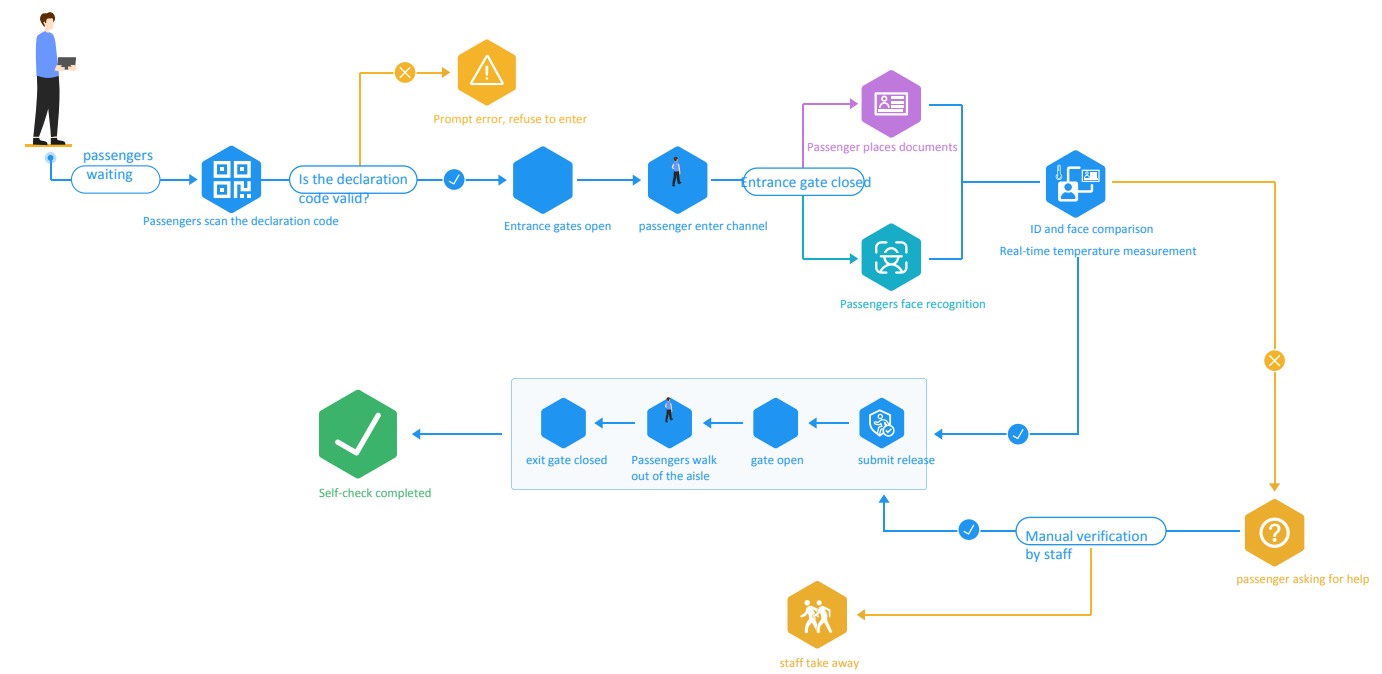 Prompt error, refuse to enter
passengers
waiting
Passengers scan the declaration code
Is the declaration
code valid?
Entrance gates open
passenger enter channel
Entrance gate closed
Passenger places documents
Passengers face recognition
ID and face comparison
Real-time temperature measurement
submit release
gate open
Passengers walk
out of the aisle
exit gate closed
Self-check completed
Manual verification
by staff
passenger asking for help
staff take away